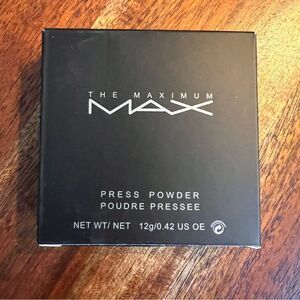 THE MAXIMUM
MAX
PRESS POWDER
POUDRE PRESSEE
NET WT/ NET 12g/0.42 US OE